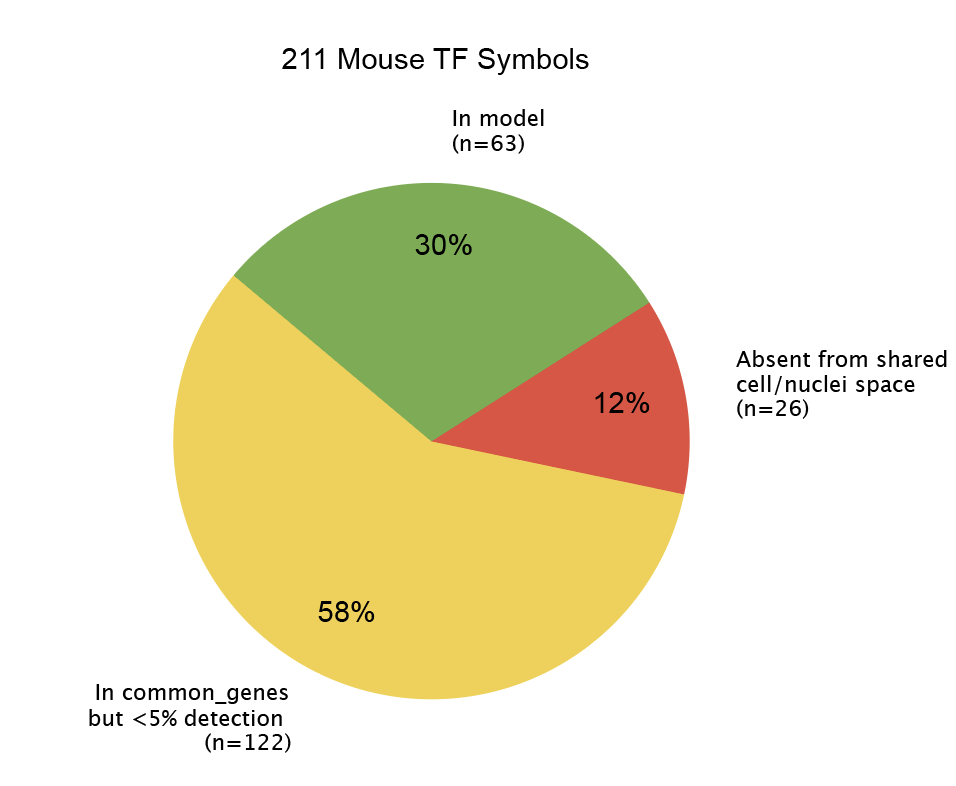 211 Mouse TF Symbols
In model
(n=63)
30%
Absent from shared
cell/nuclei space
(n=26)
12%
58%
In common_genes
but <5% detection
(n=122)